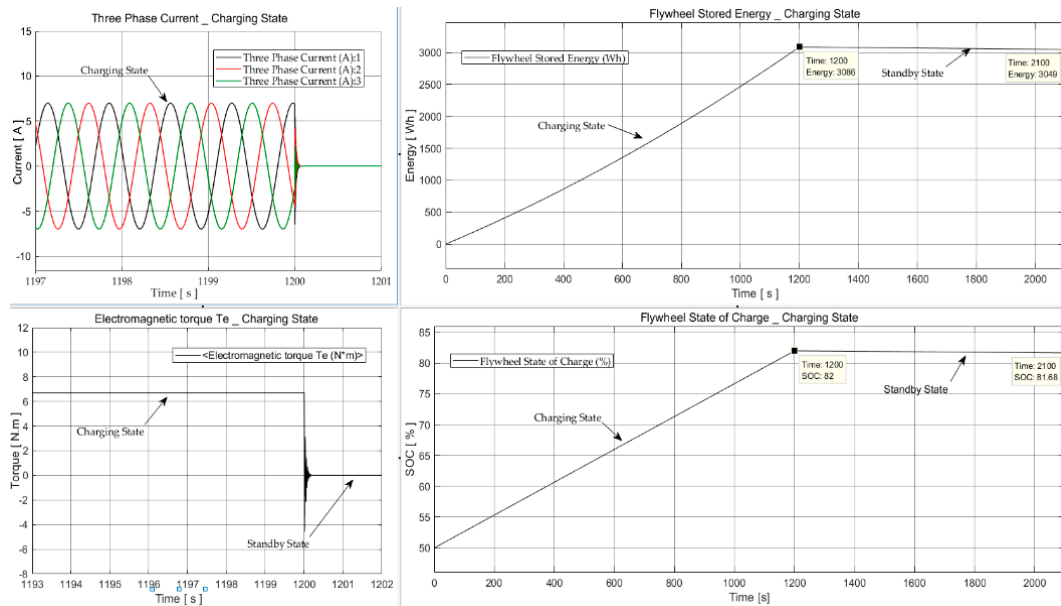 Three Phase Current _ Charging State
15
10
5
0
-5
-10
Current [ A ]
Charging State
Three Phase Current (A):1
Three Phase Current (A):2
Three Phase Current (A):3
1197
1198
1199
1200
1201
Time [ s ]
Flywheel Stored Energy _ Charging State
3000
2500
2000
1500
1000
500
0
Energy [ Wh ]
Flywheel Stored Energy (Wh)
Charging State
Time: 1200
Energy: 3086
Standby State
Time: 2100
Energy: 3049
0
200
400
600
800
1000
1200
1400
1600
1800
2000
Time [ s ]
Electromagnetic torque Te _ Charging State
12
10
8
6
4
2
0
-2
-4
-6
-8
Torque [ N.m ]
<Electromagnetic torque Te (N*m)>
Charging State
Standby State
1193
1194
1195
1196
1197
1198
1199
1200
1201
1202
Time [ s ]
Flywheel State of Charge _ Charging State
85
80
75
70
65
60
55
50
SOC [ % ]
Flywheel State of Charge (%)
Charging State
Time: 1200
SOC: 82
Standby State
Time: 2100
SOC: 81.68
0
200
400
600
800
1000
1200
1400
1600
1800
2000
Time [s]